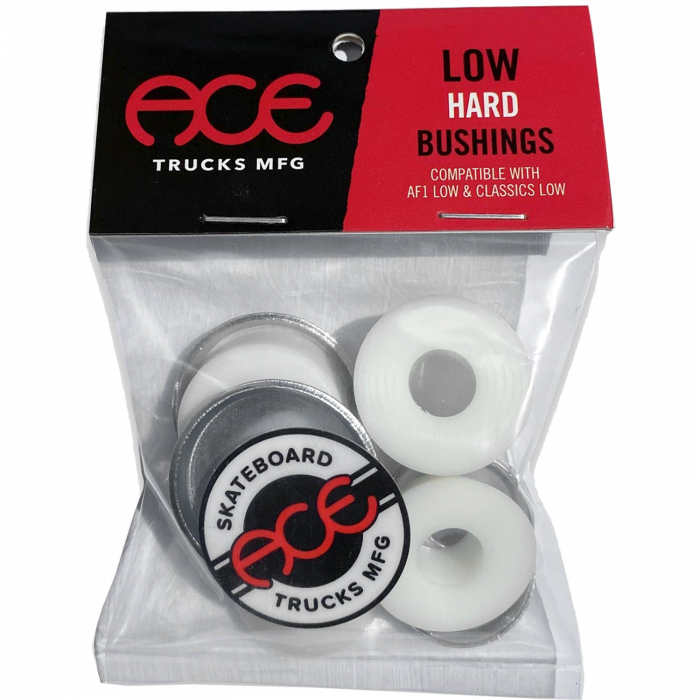 ACE
TRUCKS MFG
LOW
HARD
BUSHINGS
COMPATIBLE WITH
AF1 LOW & CLASSICS LOW
SKATEBOARD
ACE
TRUCKS MFG